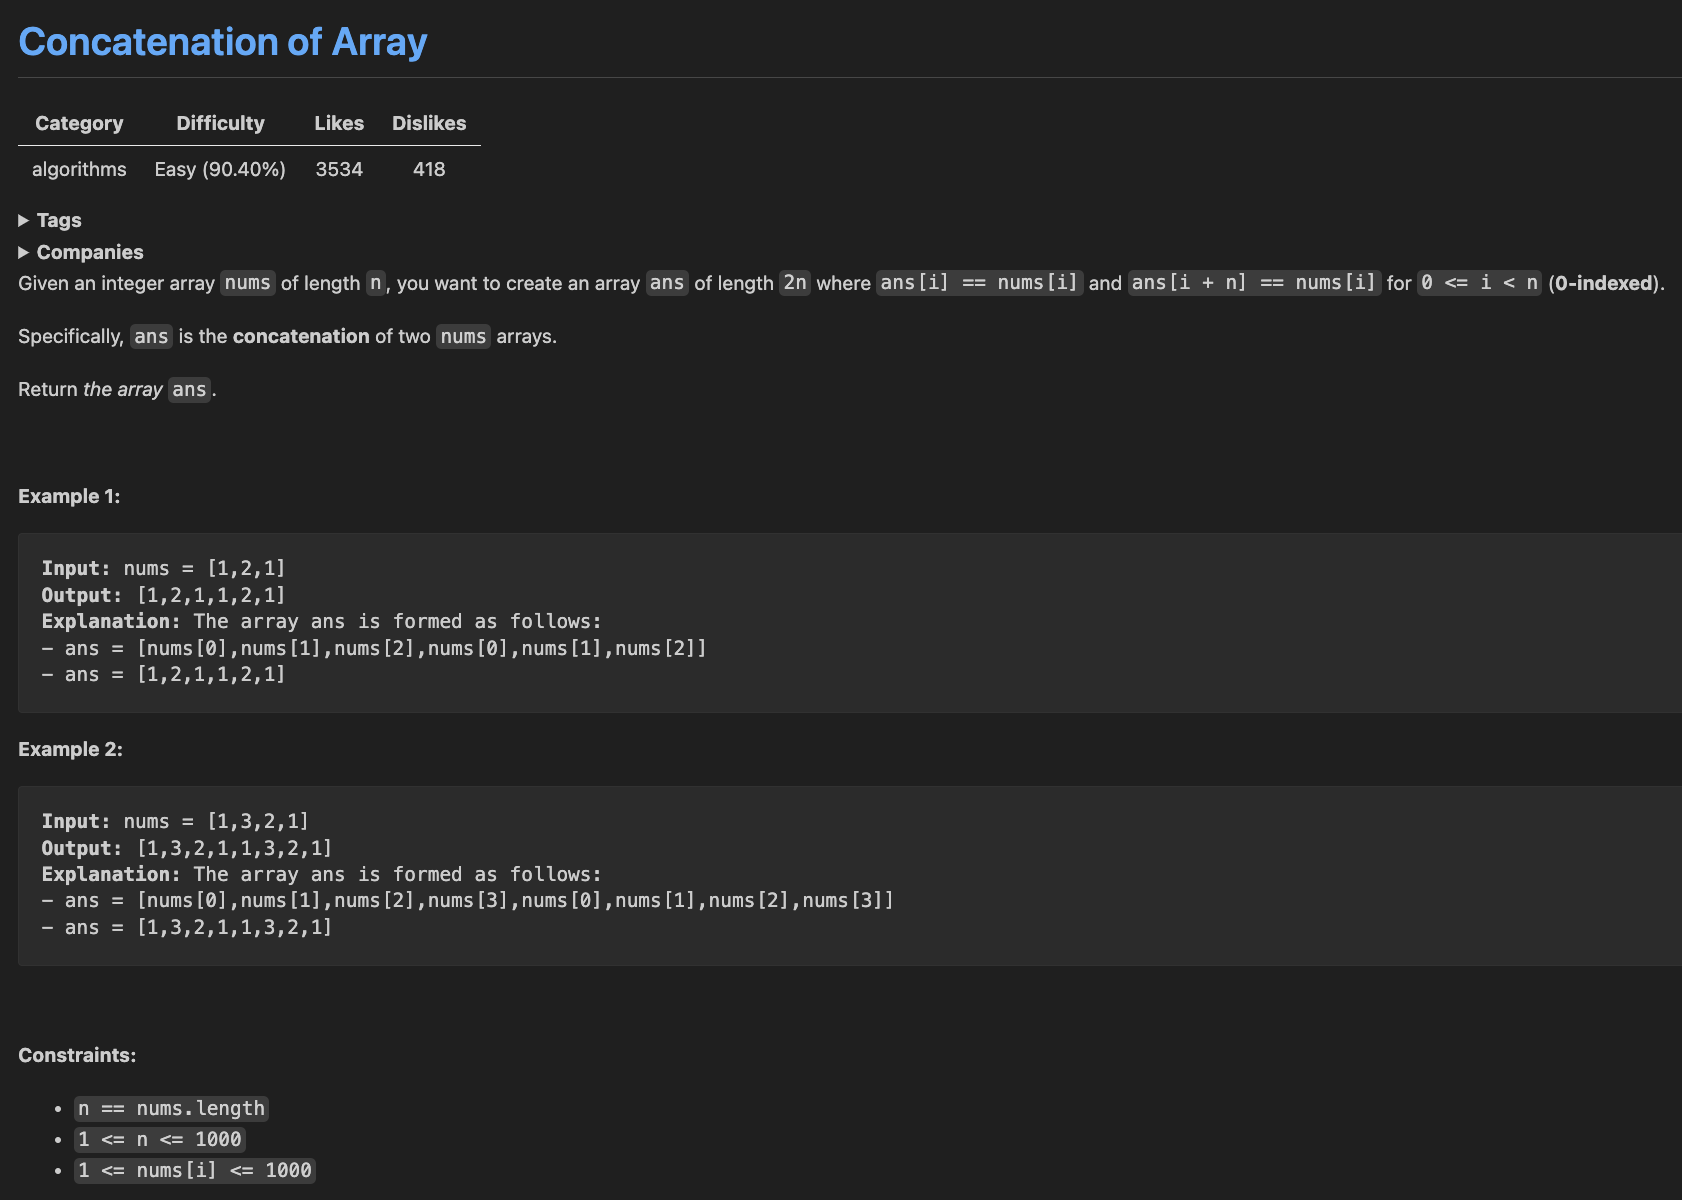 Concatenation of Array
Category Difficulty Likes Dislikes
algorithms Easy (90.40%) 3534 418
Tags
Companies
Given an integer array nums of length n, you want to create an array ans of length 2n where ans[i] == nums[i] and ans[i + n] == nums[i] for 0 <= i < n (0-indexed).
Specifically, ans is the concatenation of two nums arrays.
Return the array ans.
Example 1:
Input: nums = [1,2,1]
Output: [1,2,1,1,2,1]
Explanation: The array ans is formed as follows:
- ans = [nums[0],nums[1],nums[2],nums[0],nums[1],nums[2]]
- ans = [1,2,1,1,2,1]
Example 2:
Input: nums = [1,3,2,1]
Output: [1,3,2,1,1,3,2,1]
Explanation: The array ans is formed as follows:
- ans = [nums[0],nums[1],nums[2],nums[3],nums[0],nums[1],nums[2],nums[3]]
- ans = [1,3,2,1,1,3,2,1]
Constraints:
• n == nums.length
• 1 <= n <= 1000
• 1 <= nums[i] <= 1000